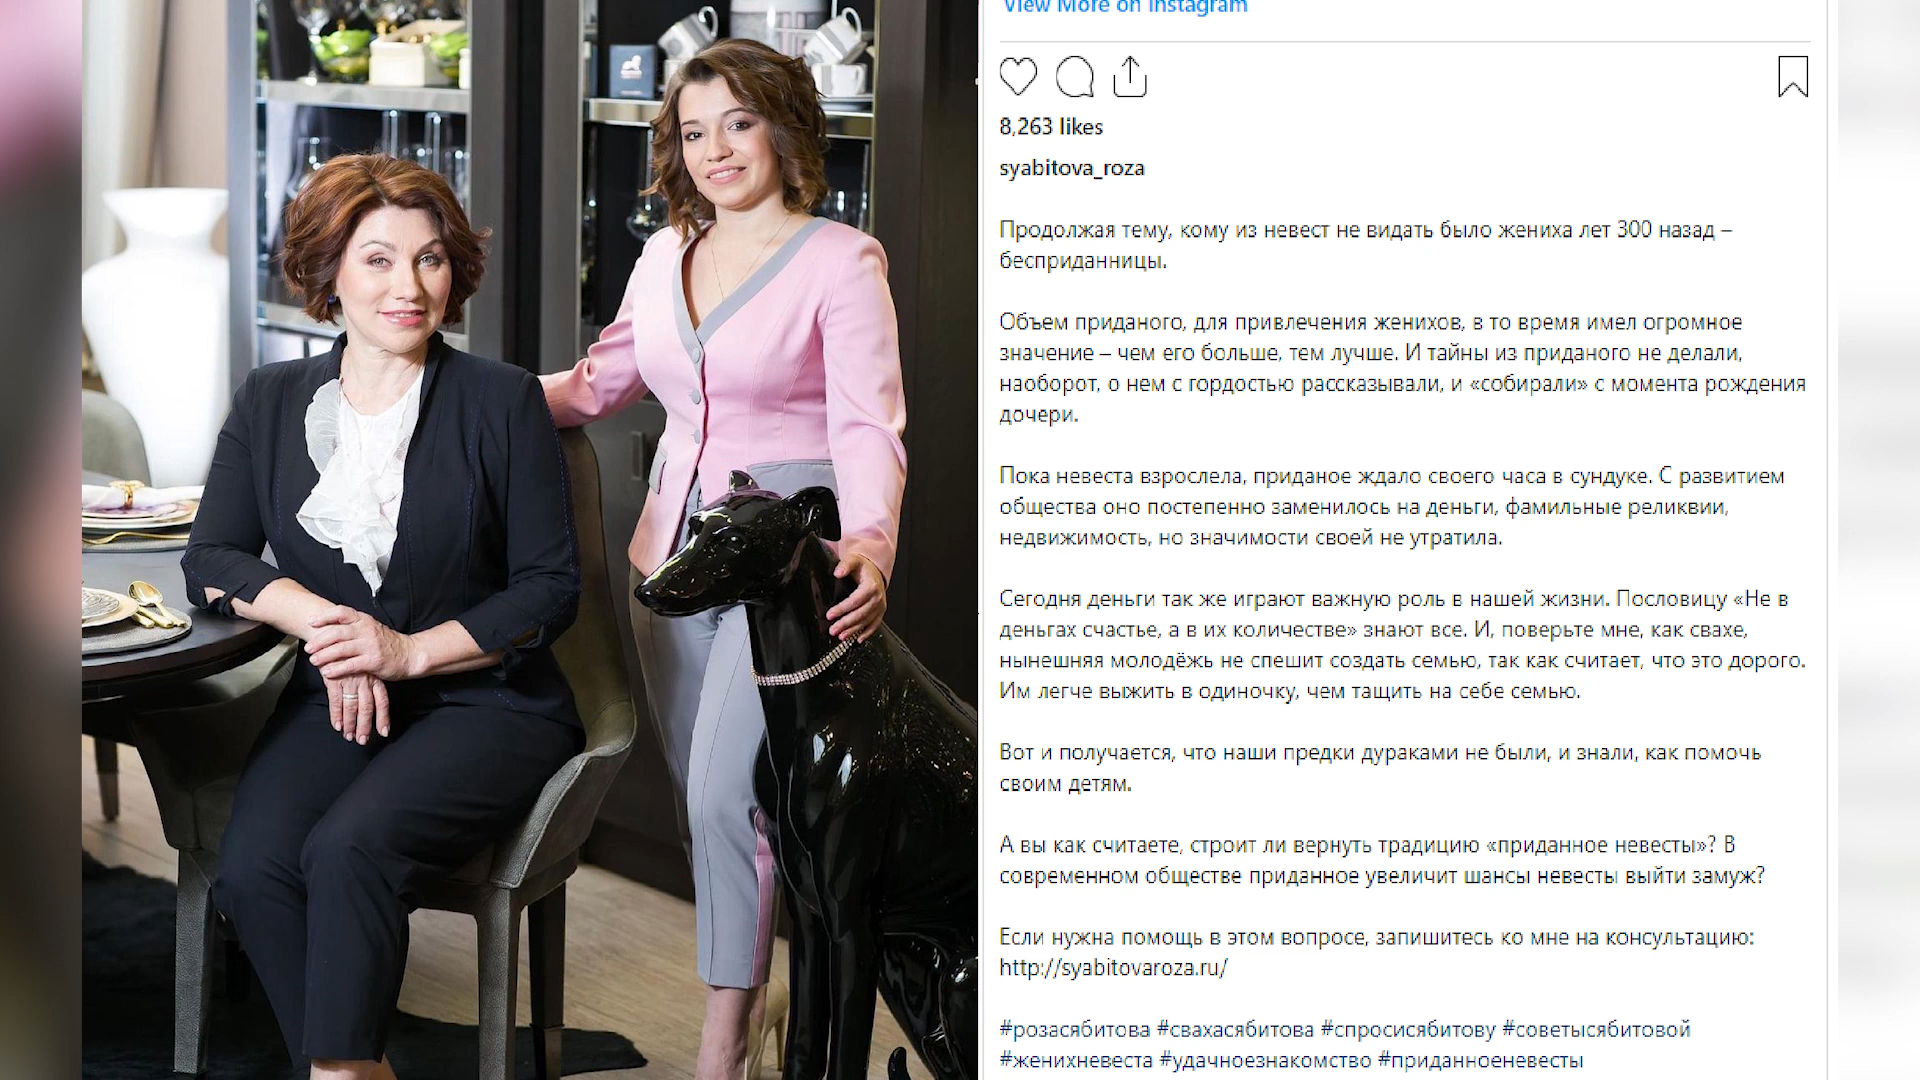 View More on Instagram
8,263 likes
syabitova_roza
Продолжая тему, кому из невест не видать было жениха лет 300 назад –
бесприданницы.
Объем приданого, для привлечения женихов, в то время имел огромное
значение – чем его больше, тем лучше. И тайны из приданого не делали,
наоборот, о нем с гордостью рассказывали, и «собирали» с момента рождения
дочери.
Пока невеста взрослела, приданое ждало своего часа в сундуке. С развитием
общества оно постепенно заменилось на деньги, фамильные реликвии,
недвижимость, но значимости своей не утратила.
Сегодня деньги так же играют важную роль в нашей жизни. Пословицу «Не в
деньгах счастье, а в их количестве» знают все. И, поверьте мне, как свахе,
нынешняя молодёжь не спешит создать семью, так как считает, что это дорого.
Им легче выжить в одиночку, чем тащить на себе семью.
Вот и получается, что наши предки дураками не были, и знали, как помочь
своим детям.
А вы как считаете, строит ли вернуть традицию «приданное невесты»? В
современном обществе приданное увеличит шансы невесты выйти замуж?
Если нужна помощь в этом вопросе, запишитесь ко мне на консультацию:
http://syabitovaroza.ru/
#розасябитова #свахасябитова #спросисябитову #советысябитовой
#женихневеста #удачноезнакомство #приданноеневесты